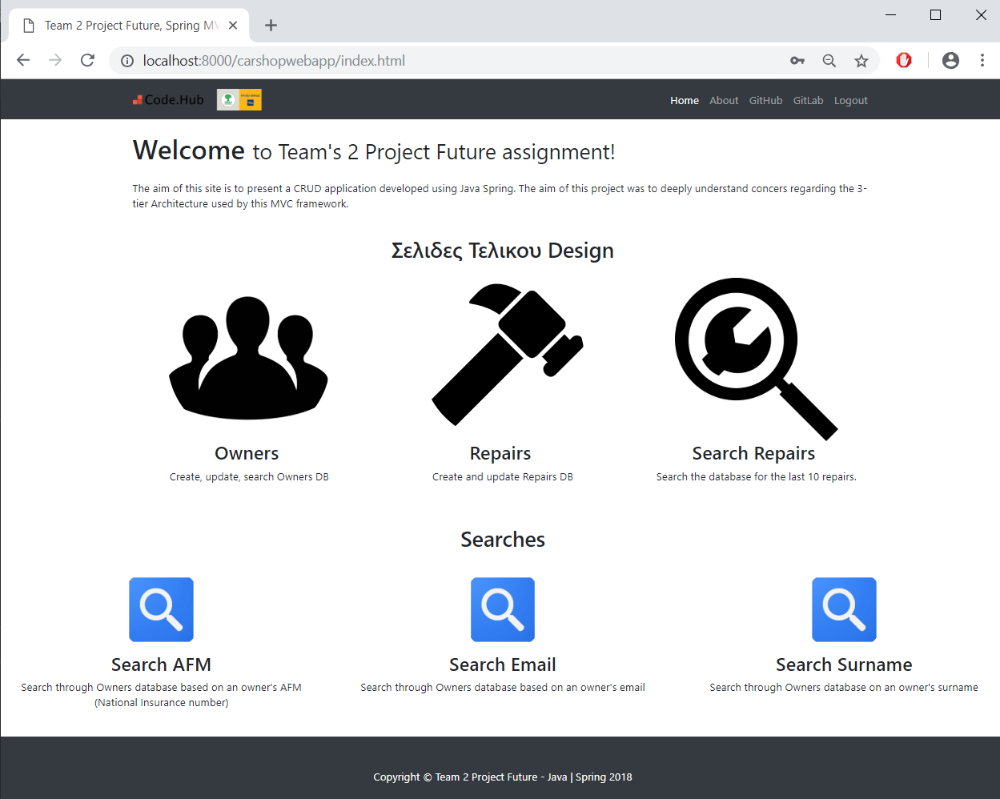 Team 2 Project Future, Spring MV
localhost:8000/carshopwebapp/index.html
Code.Hub
Home About GitHub GitLab Logout
Welcome to Team's 2 Project Future assignment!
The aim of this site is to present a CRUD application developed using Java Spring. The aim of this project was to deeply understand concers regarding the 3-
tier Architecture used by this MVC framework.
Σελιδες Τελικου Design
Owners Repairs Search Repairs
Create, update, search Owners DB Create and update Repairs DB Search the database for the last 10 repairs.
Searches
Search AFM Search Email Search Surname
Search through Owners database based on an owner's AFM Search through Owners database based on an owner's email Search through Owners database on an owner's surname
(National Insurance number)
Copyright © Team 2 Project Future - Java | Spring 2018